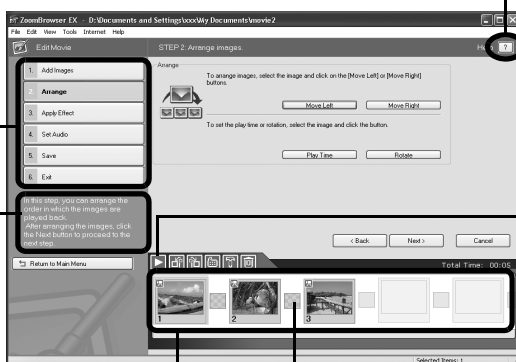 ZoomBrowser EX - D:\Documents and Settings\xxx\My Documents\movie2
File Edit View Tools Internet Help
Edit Movie
STEP 2: Arrange images.
Help ?
1. Add Images
2. Arrange
3. Apply Effect
4. Set Audio
5. Save
6. Exit
Arrange
To arrange images, select the image and click on the [Move Left] or [Move Right]
buttons.
Move Left
Move Right
To set the play time or rotation, select the image and click the button.
Play Time
Rotate
In this step, you can arrange the
order in which the images are
played back.
After arranging the images, click
the Next button to proceed to the
next step.
< Back
Next >
Cancel
Return to Main Menu
Total Time: 00:05
1
2
3
Selected Items: 1